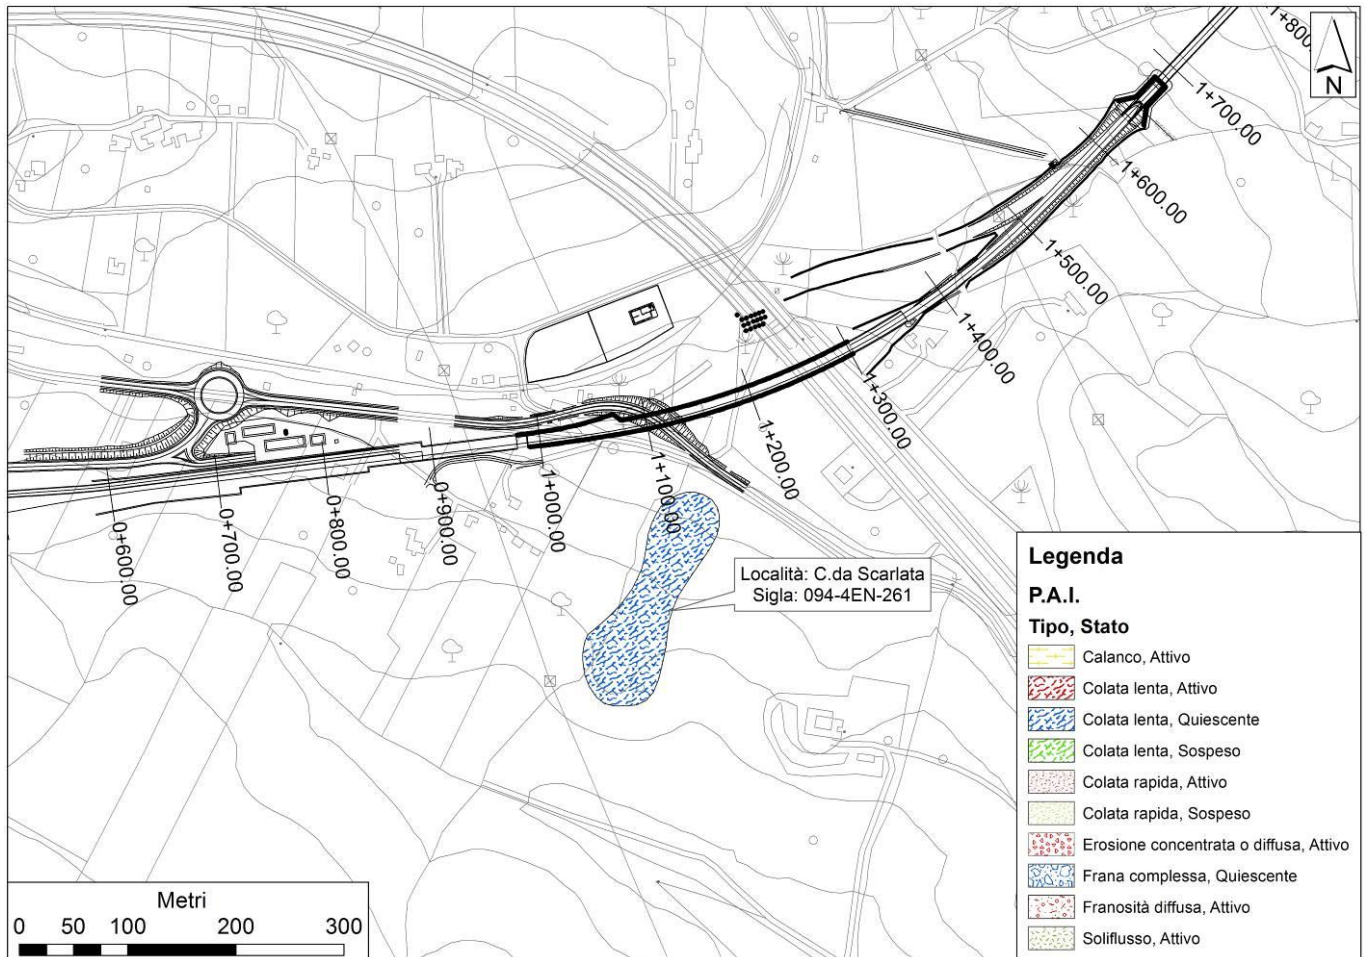 1+800
N
1+700.00
1+600.00
1+500.00
1+400.00
1+300.00
1+200.00
1+100.00
1+000.00
0+900.00
0+800.00
0+700.00
0+600.00
Località: C.da Scarlata
Sigla: 094-4EN-261
Legenda
P.A.I.
Tipo, Stato
Calanco, Attivo
Colata lenta, Attivo
Colata lenta, Quiescente
Colata lenta, Sospeso
Colata rapida, Attivo
Colata rapida, Sospeso
Erosione concentrata o diffusa, Attivo
Frana complessa, Quiescente
Franosità diffusa, Attivo
Soliflusso, Attivo
Metri
0 50 100 200 300